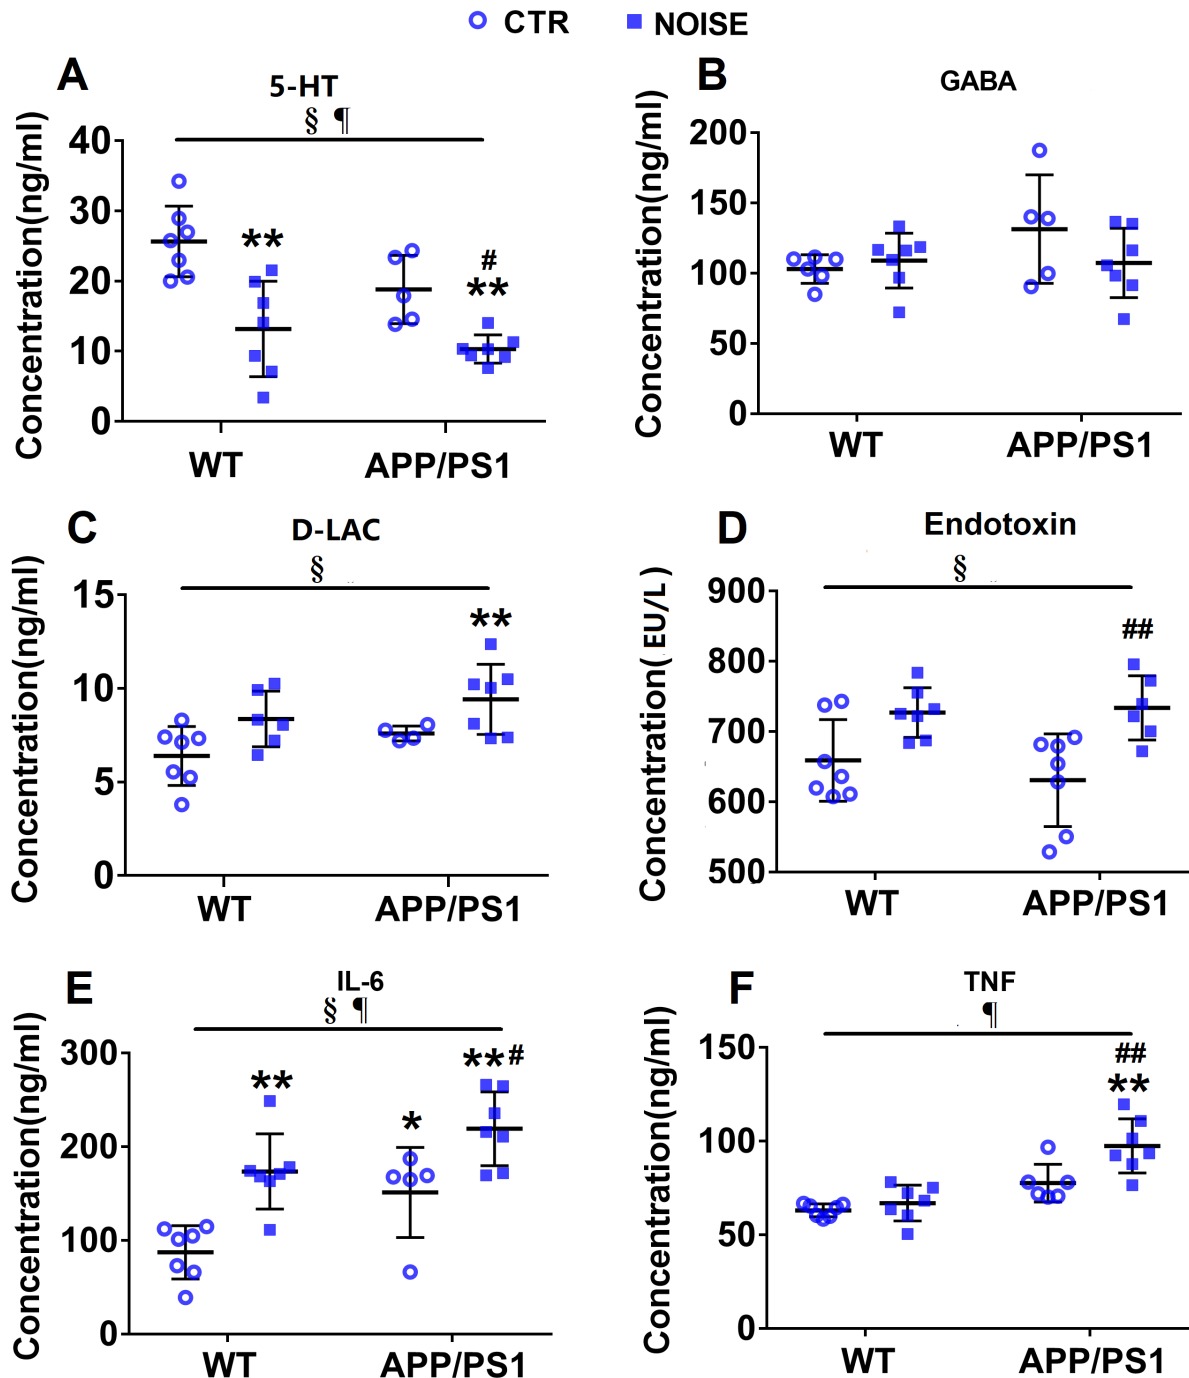 CTR NOISE
A
5-HT
§ ¶
Concentration(ng/ml)
40
30
20
10
0
**
#
**
WT APP/PS1
B
GABA
Concentration(ng/ml)
200
150
100
50
0
WT APP/PS1
C
D-LAC
§
Concentration(ng/ml)
15
10
5
0
**
WT APP/PS1
D
Endotoxin
§
Concentration(EU/L)
900
800
700
600
500
##
WT APP/PS1
E
IL-6
§ ¶
Concentration(ng/ml)
300
200
100
0
**
*
**#
WT APP/PS1
F
TNF
¶
Concentration(ng/ml)
150
100
50
0
##
**
WT APP/PS1